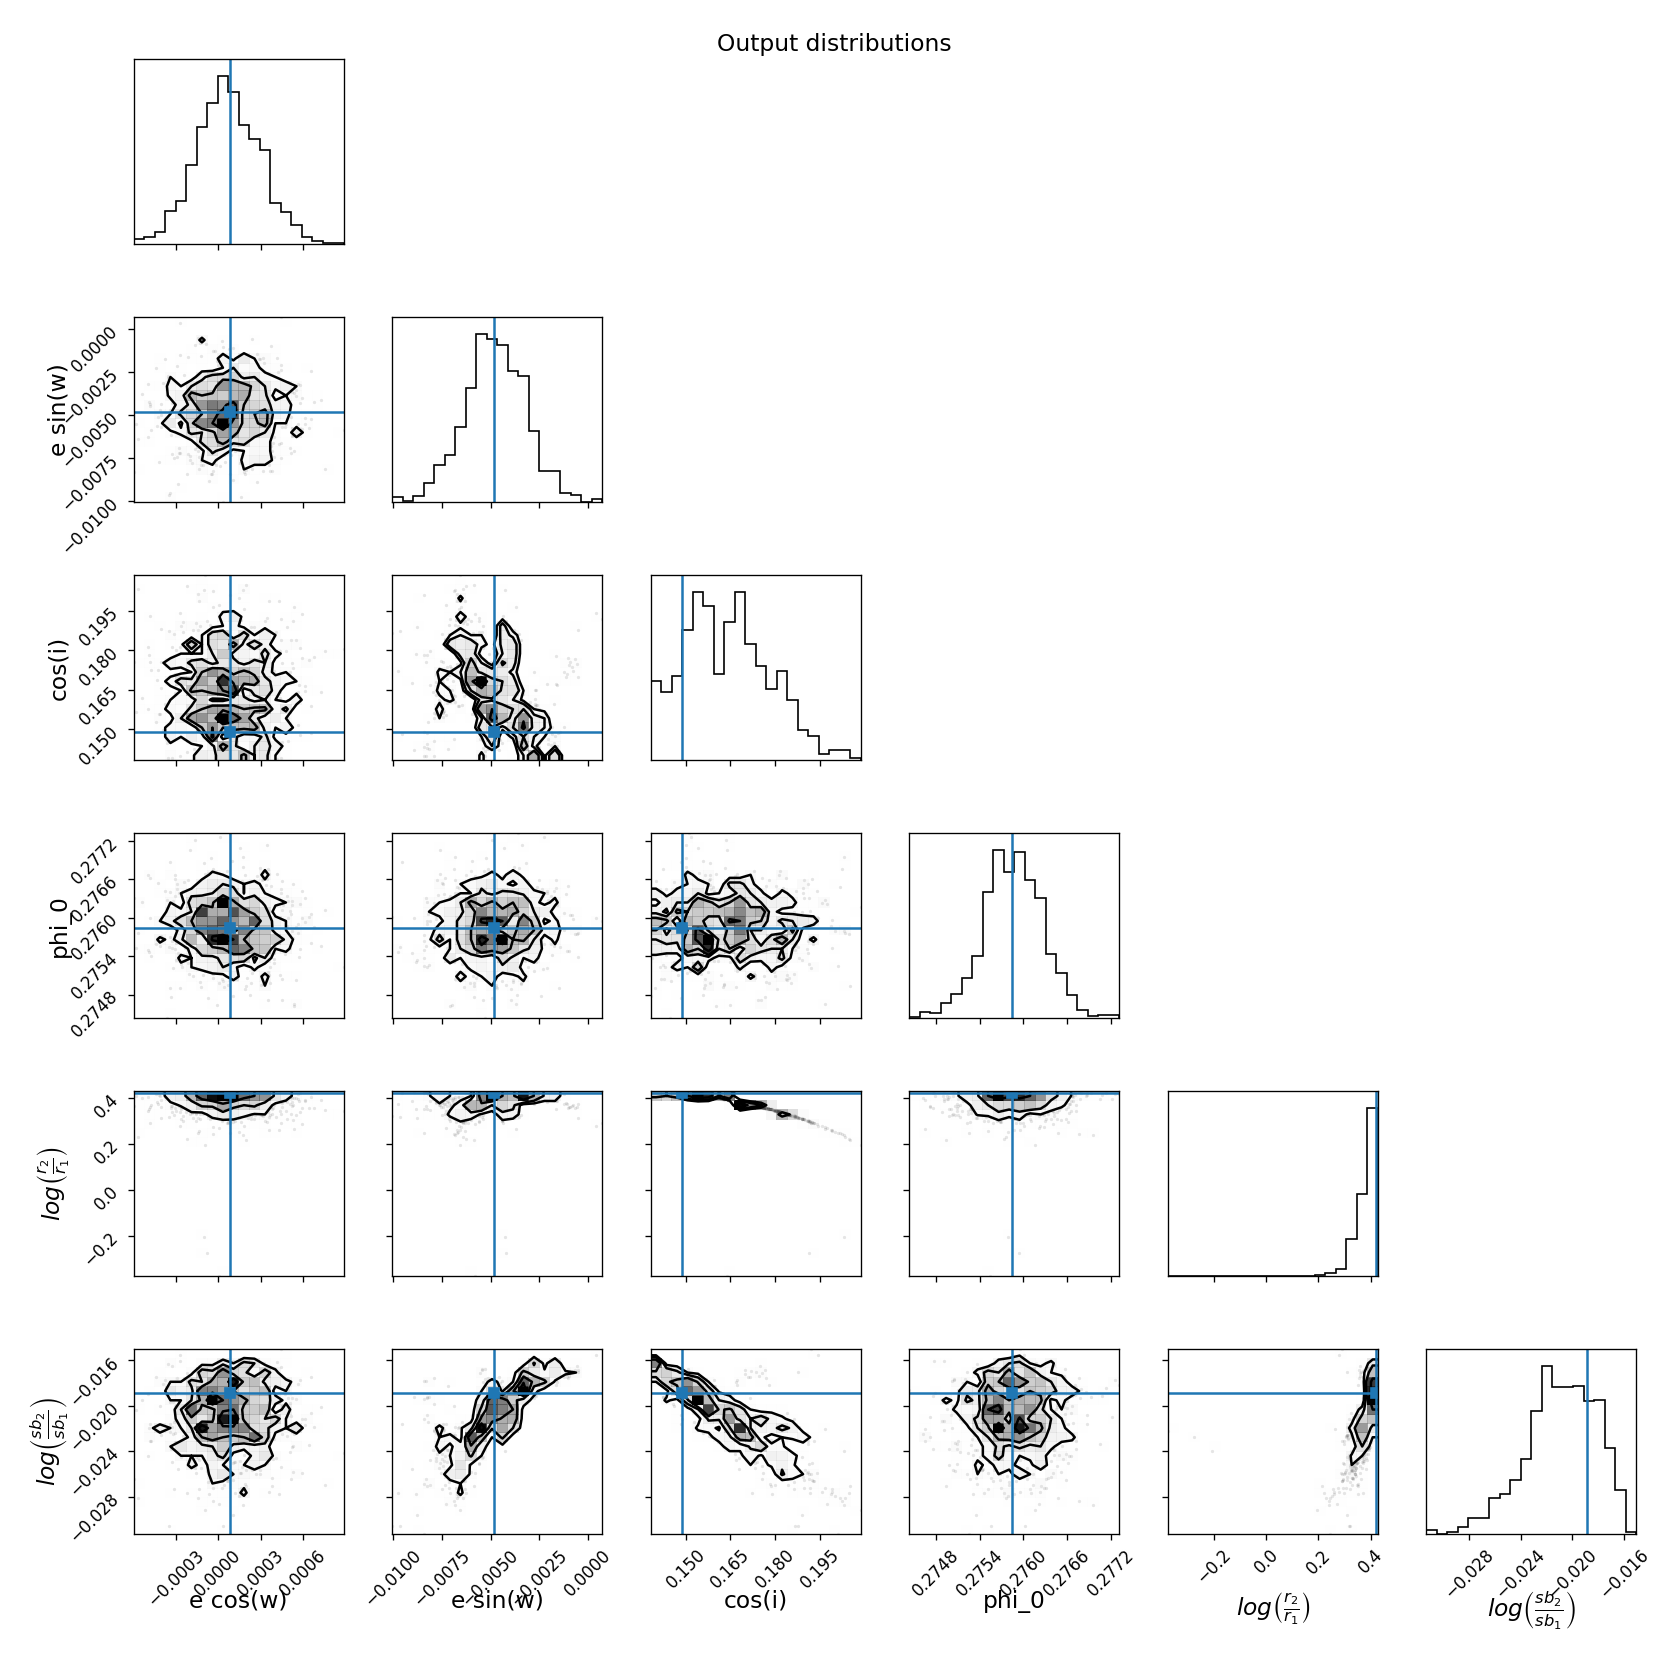 Output distributions
e sin(w)
0.0000
−0.0025
−0.0050
−0.0075
−0.0100
cos(i)
0.195
0.180
0.165
0.150
phi_0
0.2772
0.2766
0.2760
0.2754
0.2748
log(r₂/r₁)
0.4
0.2
0.0
−0.2
log(sb₂/sb₁)
−0.016
−0.020
−0.024
−0.028
−0.0003 0.0000 0.0003 0.0006
−0.0100 −0.0075 −0.0050 −0.0025 0.0000
0.150 0.165 0.180 0.195
0.2748 0.2754 0.2760 0.2766 0.2772
−0.2 0.0 0.2 0.4
−0.028 −0.024 −0.020 −0.016
e cos(w) e sin(w) cos(i) phi_0 log(r₂/r₁) log(sb₂/sb₁)